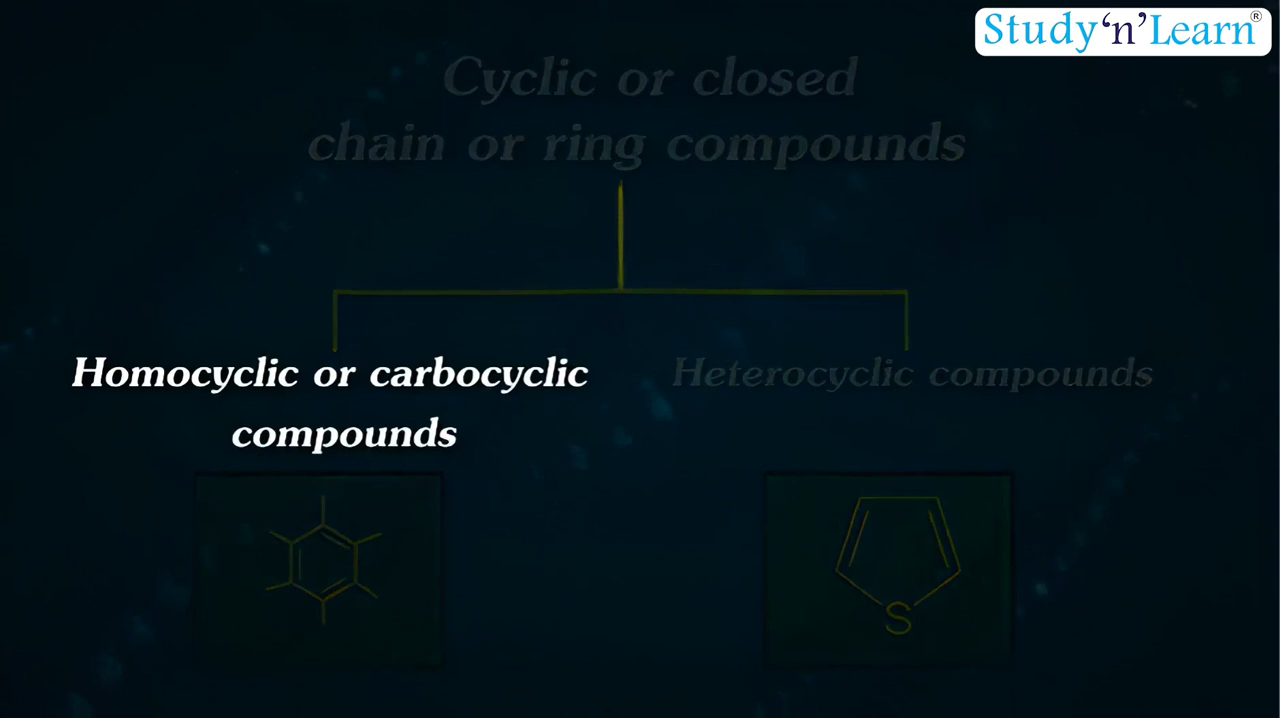 Study‘n’Learn®
Cyclic or closed
chain or ring compounds
Homocyclic or carbocyclic
compounds
Heterocyclic compounds
S